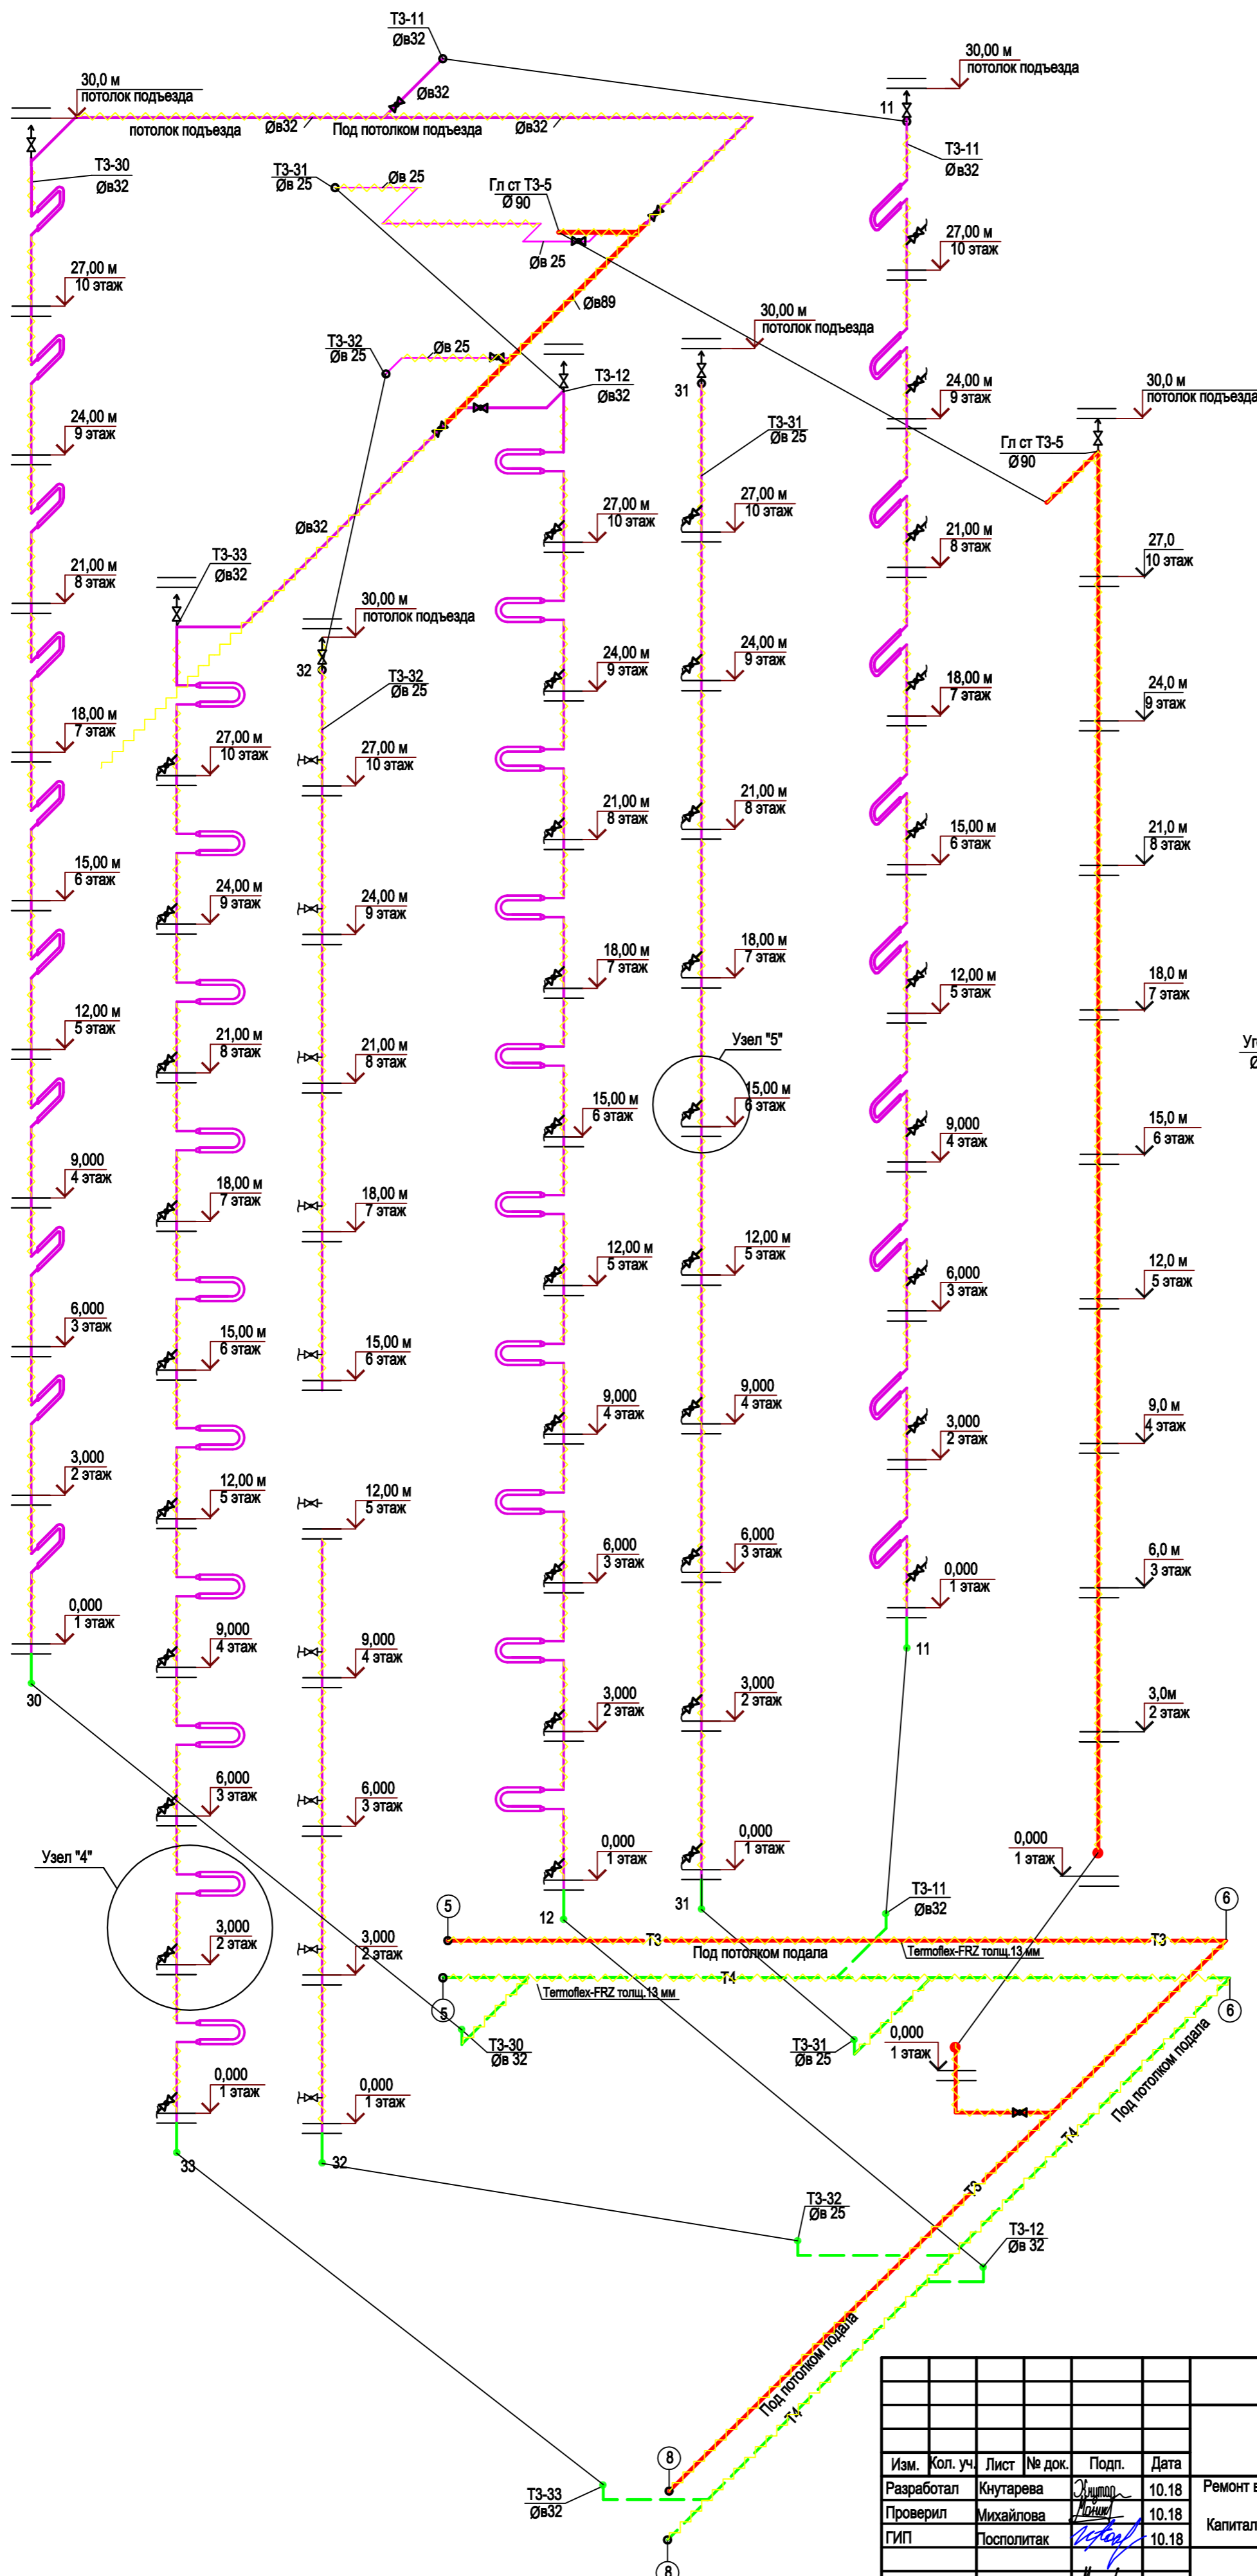 Т3-11
Øв32
30,0 м
потолок подъезда
Øв32
потолок подъезда
Øв32
Под потолком подъезда
Øв32
30,00 м
потолок подъезда
11
Т3-11
Øв32
Т3-30
Øв32
Т3-31
Øв 25
Øв 25
Гл ст Т3-5
Ø 90
Øв 25
27,00 м
10 этаж
27,00 м
10 этаж
Øв89
30,00 м
потолок подъезда
Т3-32
Øв 25
Øв 25
Т3-12
Øв32
31
24,00 м
9 этаж
30,0 м
потолок подъезда
24,00 м
9 этаж
Т3-31
Øв 25
Гл ст Т3-5
Ø 90
27,00 м
10 этаж
27,00 м
10 этаж
Øв32
21,00 м
8 этаж
21,00 м
8 этаж
27,0
10 этаж
Т3-33
Øв32
30,00 м
потолок подъезда
32
Т3-32
Øв 25
24,00 м
9 этаж
24,00 м
9 этаж
18,00 м
7 этаж
24,0 м
9 этаж
18,00 м
7 этаж
27,00 м
10 этаж
27,00 м
10 этаж
21,00 м
8 этаж
21,00 м
8 этаж
15,00 м
6 этаж
21,0 м
8 этаж
15,00 м
6 этаж
24,00 м
9 этаж
24,00 м
9 этаж
18,00 м
7 этаж
18,00 м
7 этаж
12,00 м
5 этаж
18,0 м
7 этаж
12,00 м
5 этаж
21,00 м
8 этаж
21,00 м
8 этаж
Узел "5"
15,00 м
6 этаж
15,00 м
6 этаж
9,000
4 этаж
15,0 м
6 этаж
9,000
4 этаж
18,00 м
7 этаж
18,00 м
7 этаж
12,00 м
5 этаж
12,00 м
5 этаж
6,000
3 этаж
12,0 м
5 этаж
6,000
3 этаж
15,00 м
6 этаж
15,00 м
6 этаж
9,000
4 этаж
9,000
4 этаж
3,000
2 этаж
9,0 м
4 этаж
3,000
2 этаж
12,00 м
5 этаж
12,00 м
5 этаж
6,000
3 этаж
6,000
3 этаж
0,000
1 этаж
6,0 м
3 этаж
0,000
1 этаж
9,000
4 этаж
9,000
4 этаж
11
30
3,000
2 этаж
3,000
2 этаж
3,0м
2 этаж
6,000
3 этаж
6,000
3 этаж
0,000
1 этаж
0,000
1 этаж
0,000
1 этаж
Узел "4"
12
31
Т3-11
Øв32
5
6
3,000
2 этаж
3,000
2 этаж
Т3
Под потолком подала
Termoflex-FRZ толщ.13 мм
Т3
Т4
Termoflex-FRZ толщ.13 мм
5
6
Т3-30
Øв 32
Т3-31
Øв 25
0,000
1 этаж
Под потолком подала
0,000
1 этаж
0,000
1 этаж
Т4
33
32
Т3
Т3-32
Øв 25
Т3-12
Øв 32
Под потолком подала
Т4
8
Т3-33
Øв32
8
Изм. Кол. уч. Лист № док. Подп. Дата
Разработал Кнутарева 10.18 Ремонт в
Проверил Михайлова 10.18
Капитал
ГИП Посполитак 10.18